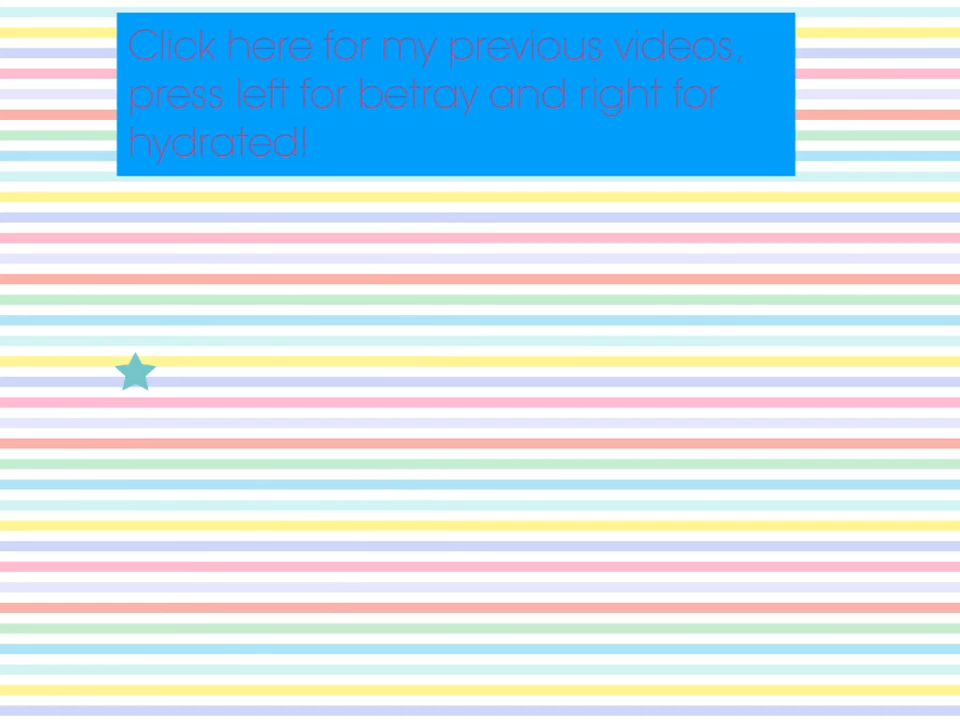 Click here for my previous videos,
press left for betray and right for
hydrated!